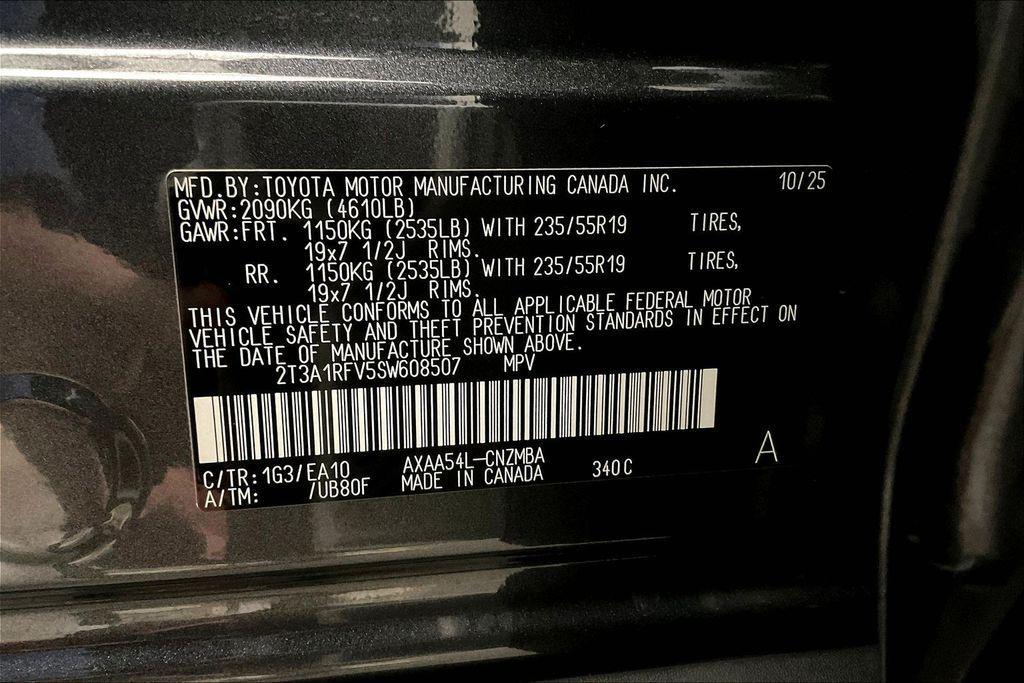 MFD.BY:TOYOTA MOTOR MANUFACTURING CANADA INC. 10/25
GVWR:2090KG (4610LB)
GAWR:FRT. 1150KG (2535LB) WITH 235/55R19 TIRES,
19x7 1/2J RIMS.
RR. 1150KG (2535LB) WITH 235/55R19 TIRES,
19x7 1/2J RIMS.
THIS VEHICLE CONFORMS TO ALL APPLICABLE FEDERAL MOTOR
VEHICLE SAFETY AND THEFT PREVENTION STANDARDS IN EFFECT ON
THE DATE OF MANUFACTURE SHOWN ABOVE.
2T3A1RFV5SW608507 MPV
C/TR:1G3/EA10 AXAA54L-CNZMBA 340C A
A/TM: /UB80F MADE IN CANADA